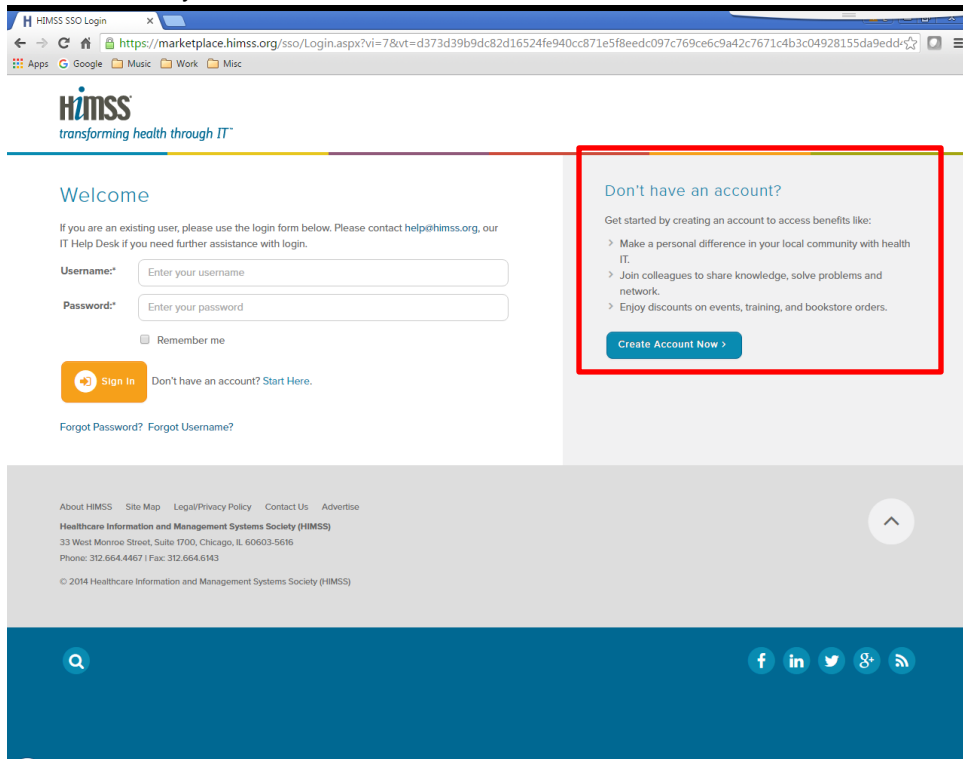 HIMSS SSO Login
https://marketplace.himss.org/sso/Login.aspx?vi=7&vt=d373d39b9dc82d16524fe940cc871e5f8eedc097c769ce6c9a42c7671c4b3c04928155da9edd
Apps Google Music Work Misc
HIMSS
transforming health through IT™
Welcome
If you are an existing user, please use the login form below. Please contact help@himss.org, our
IT Help Desk if you need further assistance with login.
Username:*
Enter your username
Password:*
Enter your password
Remember me
Sign In
Don't have an account? Start Here.
Forgot Password? Forgot Username?
Don't have an account?
Get started by creating an account to access benefits like:
> Make a personal difference in your local community with health
IT.
> Join colleagues to share knowledge, solve problems and
network.
> Enjoy discounts on events, training, and bookstore orders.
Create Account Now >
About HIMSS Site Map Legal/Privacy Policy Contact Us Advertise
Healthcare Information and Management Systems Society (HIMSS)
33 West Monroe Street, Suite 1700, Chicago, IL 60603-5616
Phone: 312.664.4467 | Fax: 312.664.6143
© 2014 Healthcare Information and Management Systems Society (HIMSS)
f in 8+